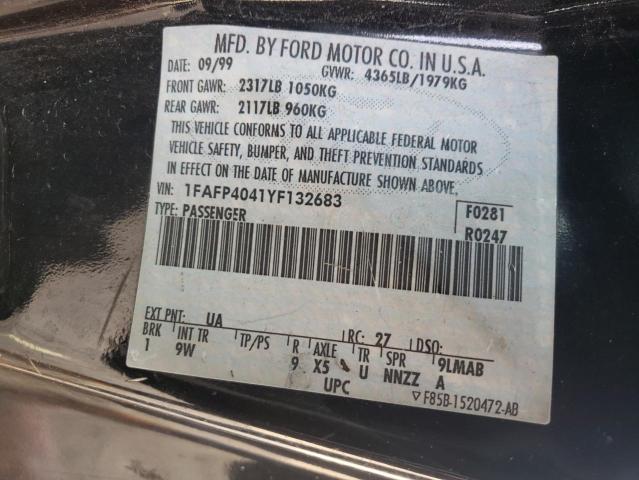 MFD. BY FORD MOTOR CO. IN U.S.A.
DATE: 09/99 GVWR: 4365LB/1979KG
FRONT GAWR: 2317LB 1050KG
REAR GAWR: 2117LB 960KG
THIS VEHICLE CONFORMS TO ALL APPLICABLE FEDERAL MOTOR
VEHICLE SAFETY, BUMPER, AND THEFT PREVENTION STANDARDS
IN EFFECT ON THE DATE OF MANUFACTURE SHOWN ABOVE.
VIN: 1FAFP4041YF132683 F0281
TYPE: PASSENGER R0247
EXT PNT: UA RC: 27 DSO:
BRK INT TR TP/PS R AXLE TR SPR 9LMAB
1 9W 9 X5 U NNZZ A
UPC ▽F85B-1520472-AB